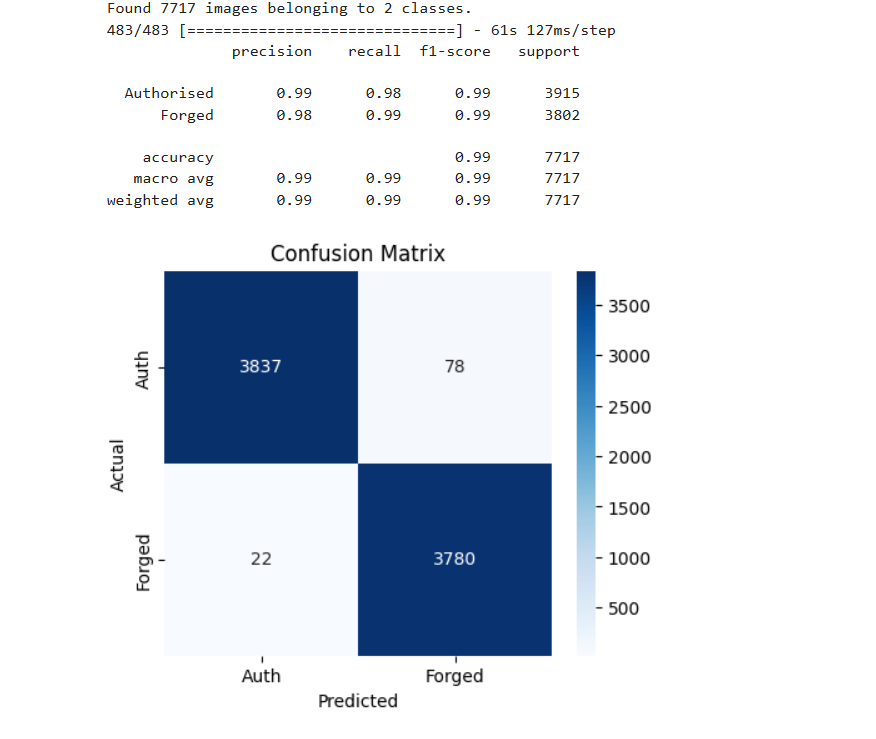 Found 7717 images belonging to 2 classes.
483/483 [==============================] - 61s 127ms/step
precision recall f1-score support
Authorised 0.99 0.98 0.99 3915
Forged 0.98 0.99 0.99 3802
accuracy 0.99 7717
macro avg 0.99 0.99 0.99 7717
weighted avg 0.99 0.99 0.99 7717
Confusion Matrix
3500
3000
2500
2000
1500
1000
500
Actual
Auth
3837 78
Forged
22 3780
Auth Forged
Predicted